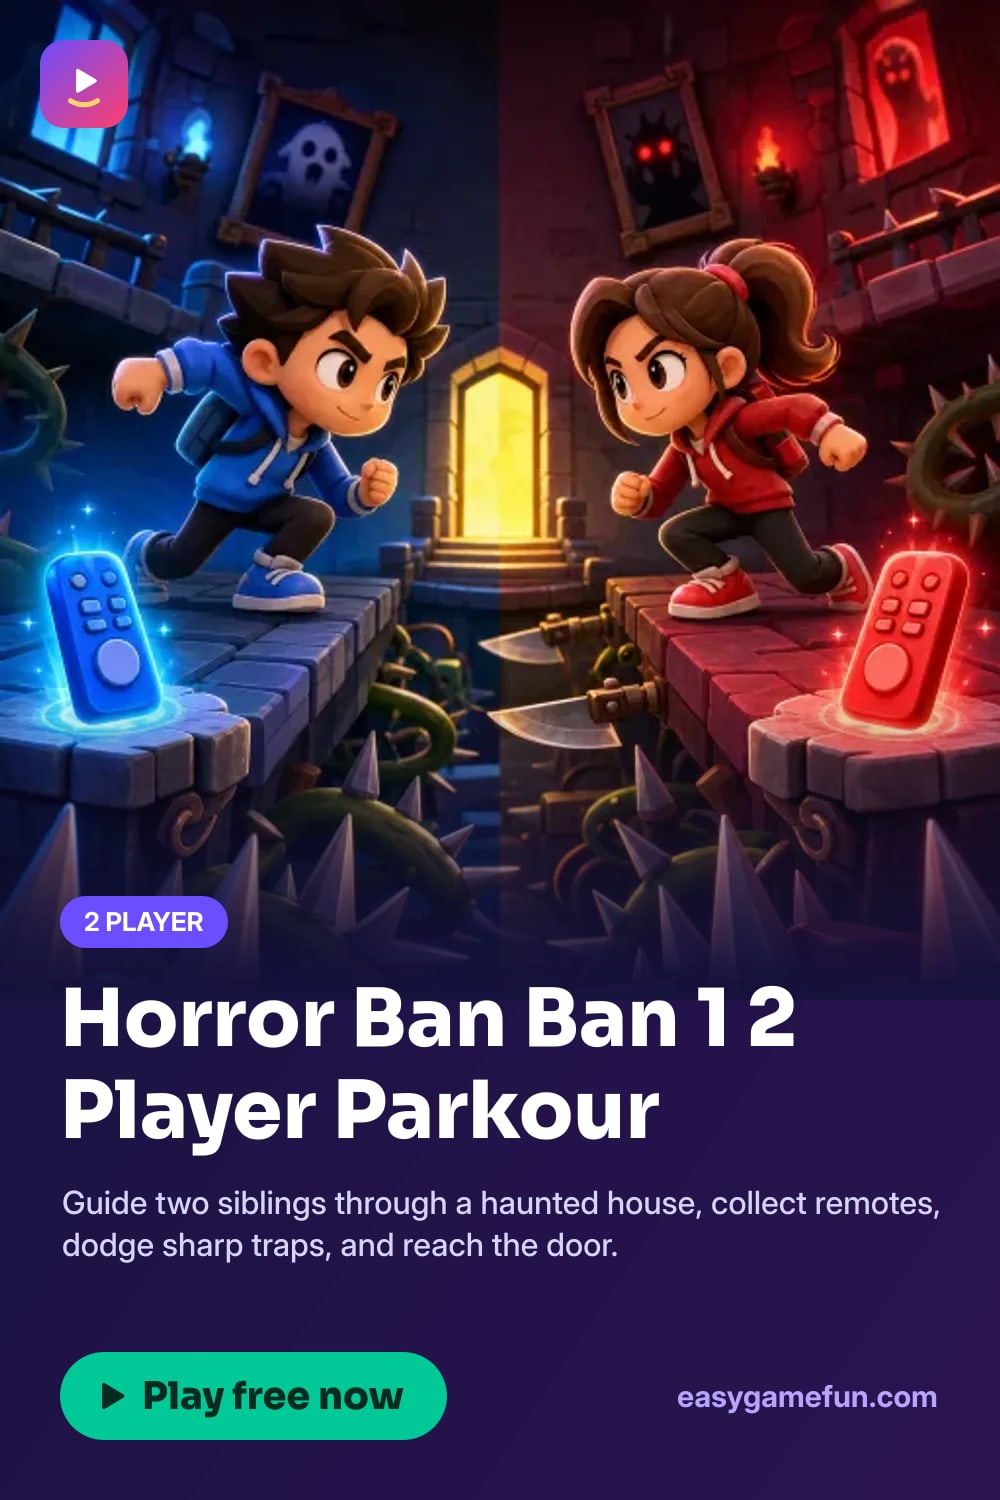 2 PLAYER
Horror Ban Ban 1 2
Player Parkour
Guide two siblings through a haunted house, collect remotes,
dodge sharp traps, and reach the door.
Play free now
easygamefun.com